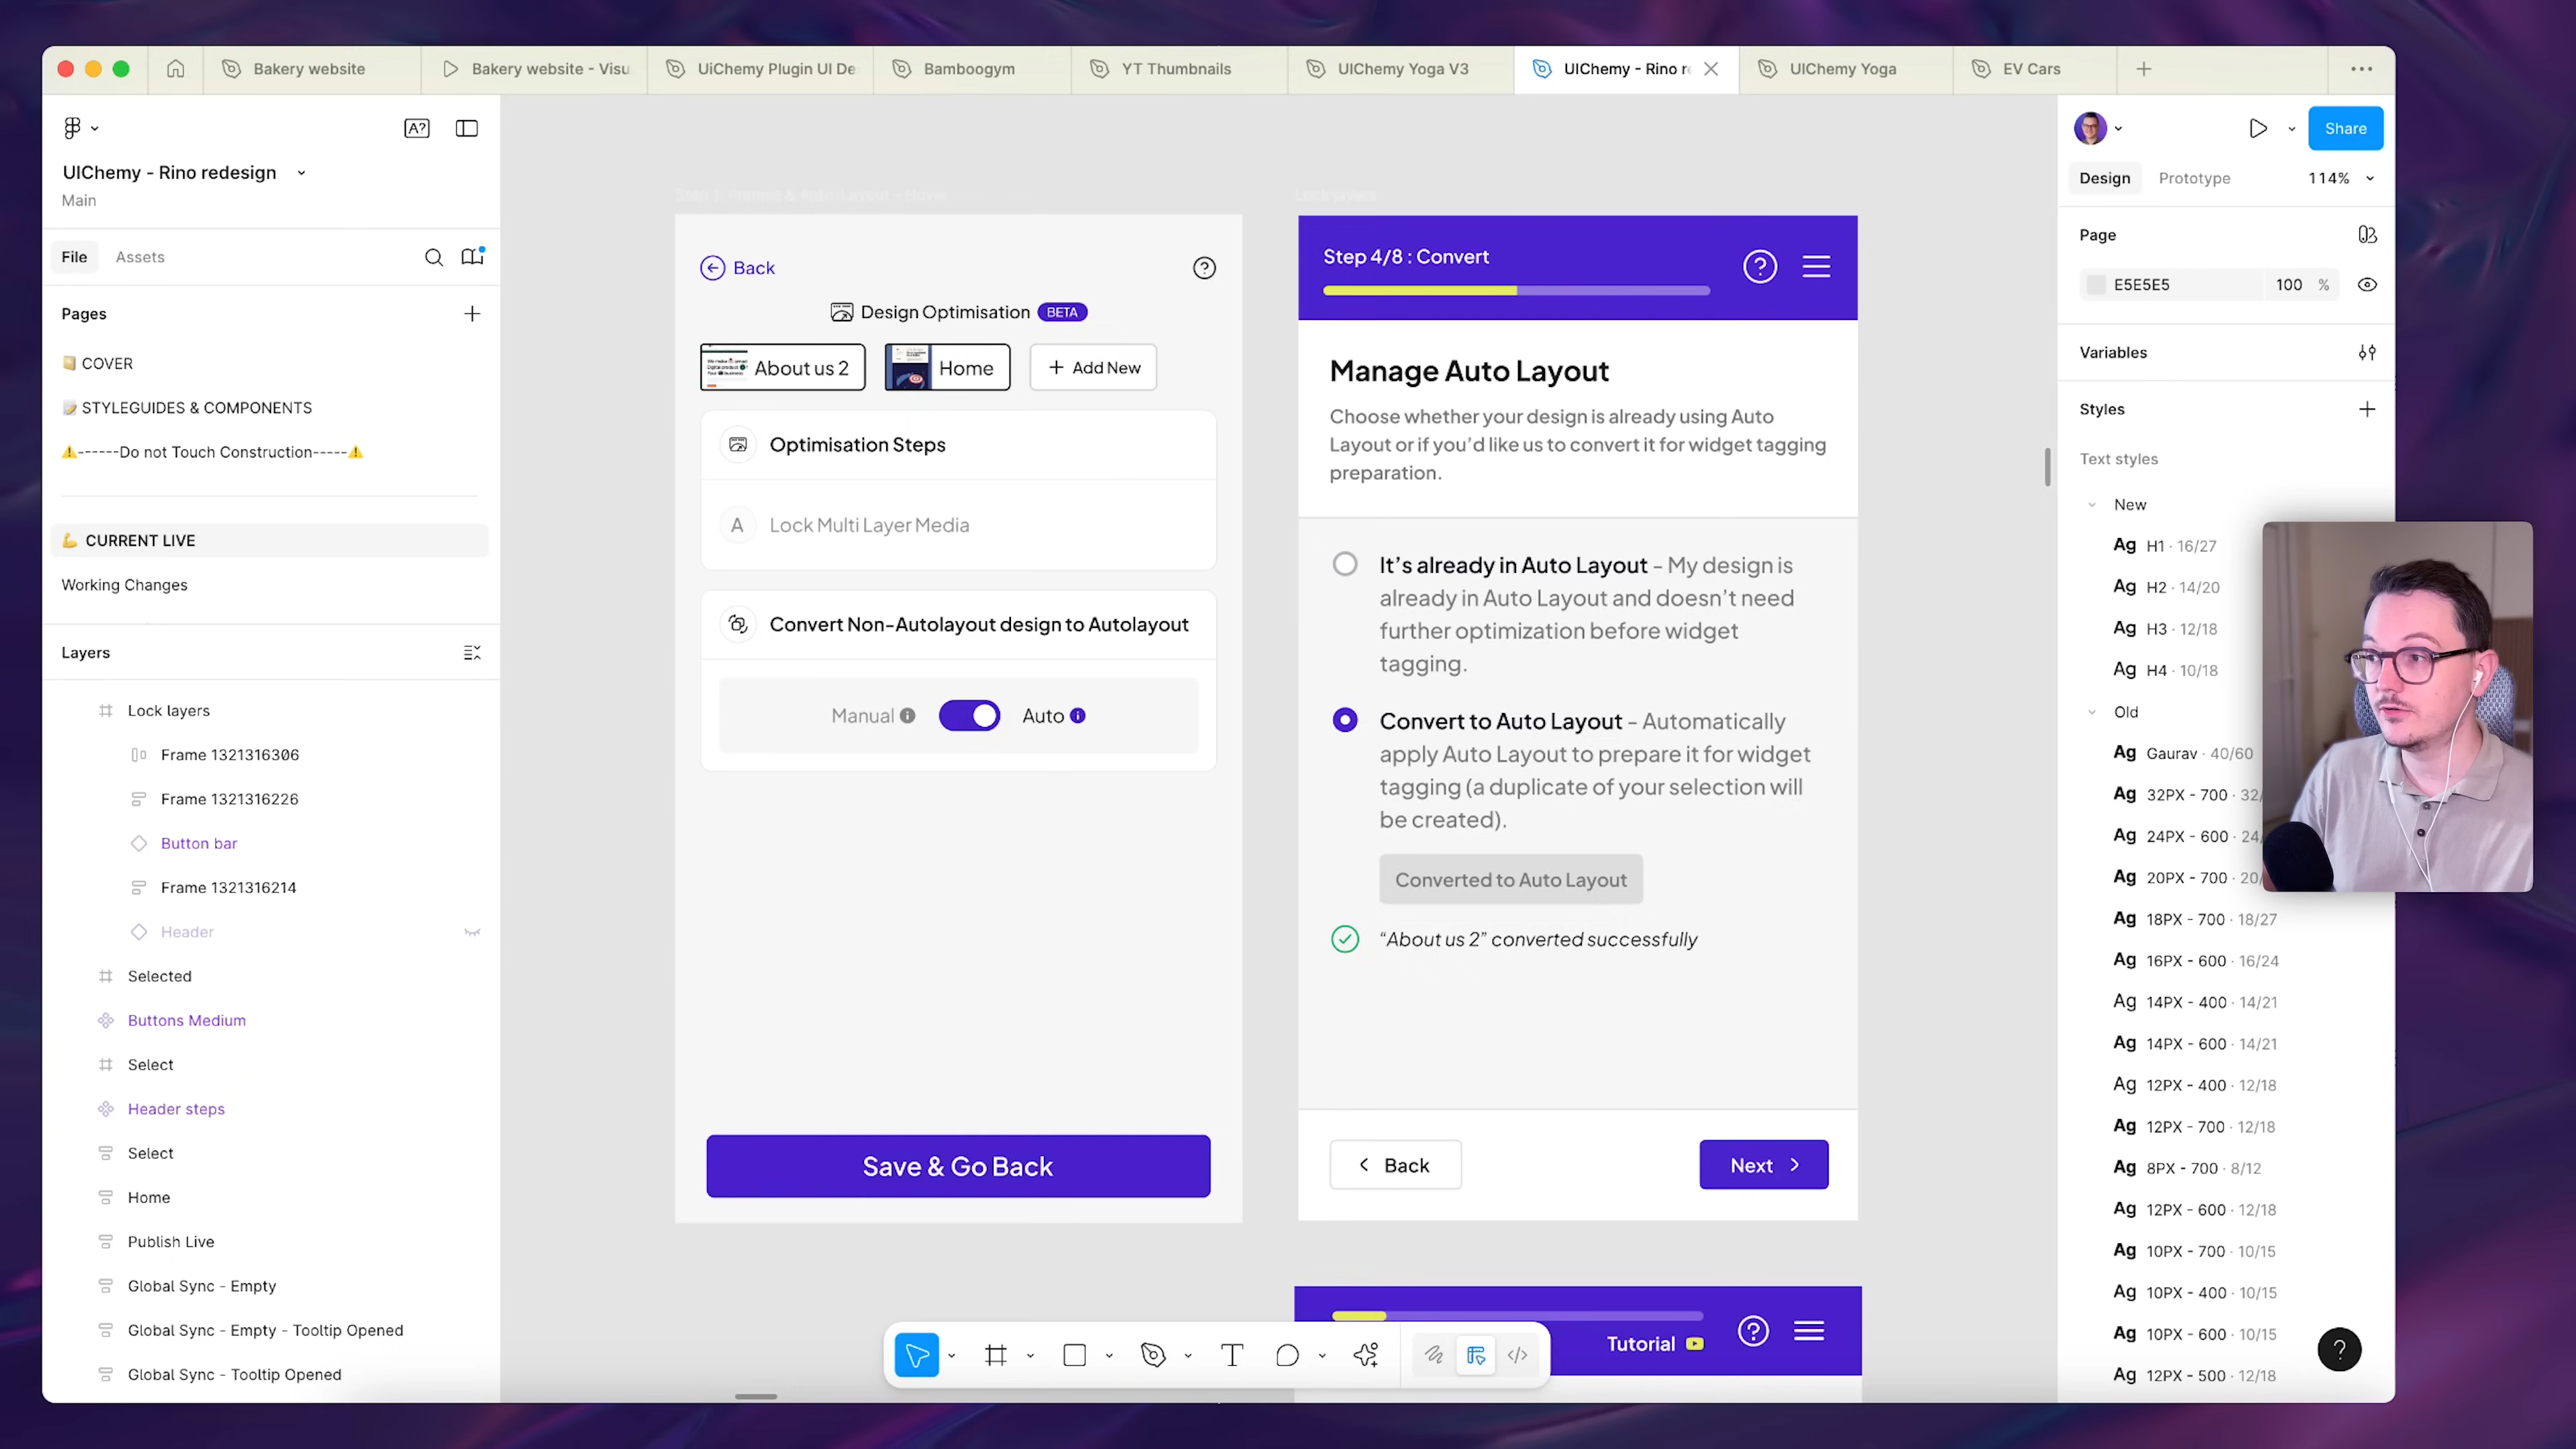 Bakery website
Bakery website - Visu
UiChemy Plugin UI De
Bamboogym
YT Thumbnails
UIChemy Yoga V3
UIChemy - Rino r
UIChemy Yoga
EV Cars
A?
UIChemy - Rino redesign
Main
File
Assets
Pages
COVER
STYLEGUIDES & COMPONENTS
------Do not Touch Construction-----
CURRENT LIVE
Working Changes
Layers
Lock layers
Frame 1321316306
Frame 1321316226
Button bar
Frame 1321316214
Header
Selected
Buttons Medium
Select
Header steps
Select
Home
Publish Live
Global Sync - Empty
Global Sync - Empty - Tooltip Opened
Global Sync - Tooltip Opened
Step 1: Frames & Auto-Layout - Hover
Back
?
Design Optimisation BETA
About us 2
Home
+ Add New
Optimisation Steps
A Lock Multi Layer Media
Convert Non-Autolayout design to Autolayout
Manual
Auto
Save & Go Back
Lock layers
Step 4/8 : Convert
?
Manage Auto Layout
Choose whether your design is already using Auto
Layout or if you’d like us to convert it for widget tagging
preparation.
It’s already in Auto Layout – My design is
already in Auto Layout and doesn’t need
further optimization before widget
tagging.
Convert to Auto Layout – Automatically
apply Auto Layout to prepare it for widget
tagging (a duplicate of your selection will
be created).
Converted to Auto Layout
“About us 2” converted successfully
Back
Next
Tutorial
?
Share
Design
Prototype
114%
Page
E5E5E5
100 %
Variables
Styles
Text styles
New
Ag H1 · 16/27
Ag H2 · 14/20
Ag H3 · 12/18
Ag H4 · 10/18
Old
Ag Gaurav · 40/60
Ag 32PX - 700 · 32/
Ag 24PX - 600 · 24/
Ag 20PX - 700 · 20/
Ag 18PX - 700 · 18/27
Ag 16PX - 600 · 16/24
Ag 14PX - 400 · 14/21
Ag 14PX - 600 · 14/21
Ag 12PX - 400 · 12/18
Ag 12PX - 700 · 12/18
Ag 8PX - 700 · 8/12
Ag 12PX - 600 · 12/18
Ag 10PX - 700 · 10/15
Ag 10PX - 400 · 10/15
Ag 10PX - 600 · 10/15
Ag 12PX - 500 · 12/18
?